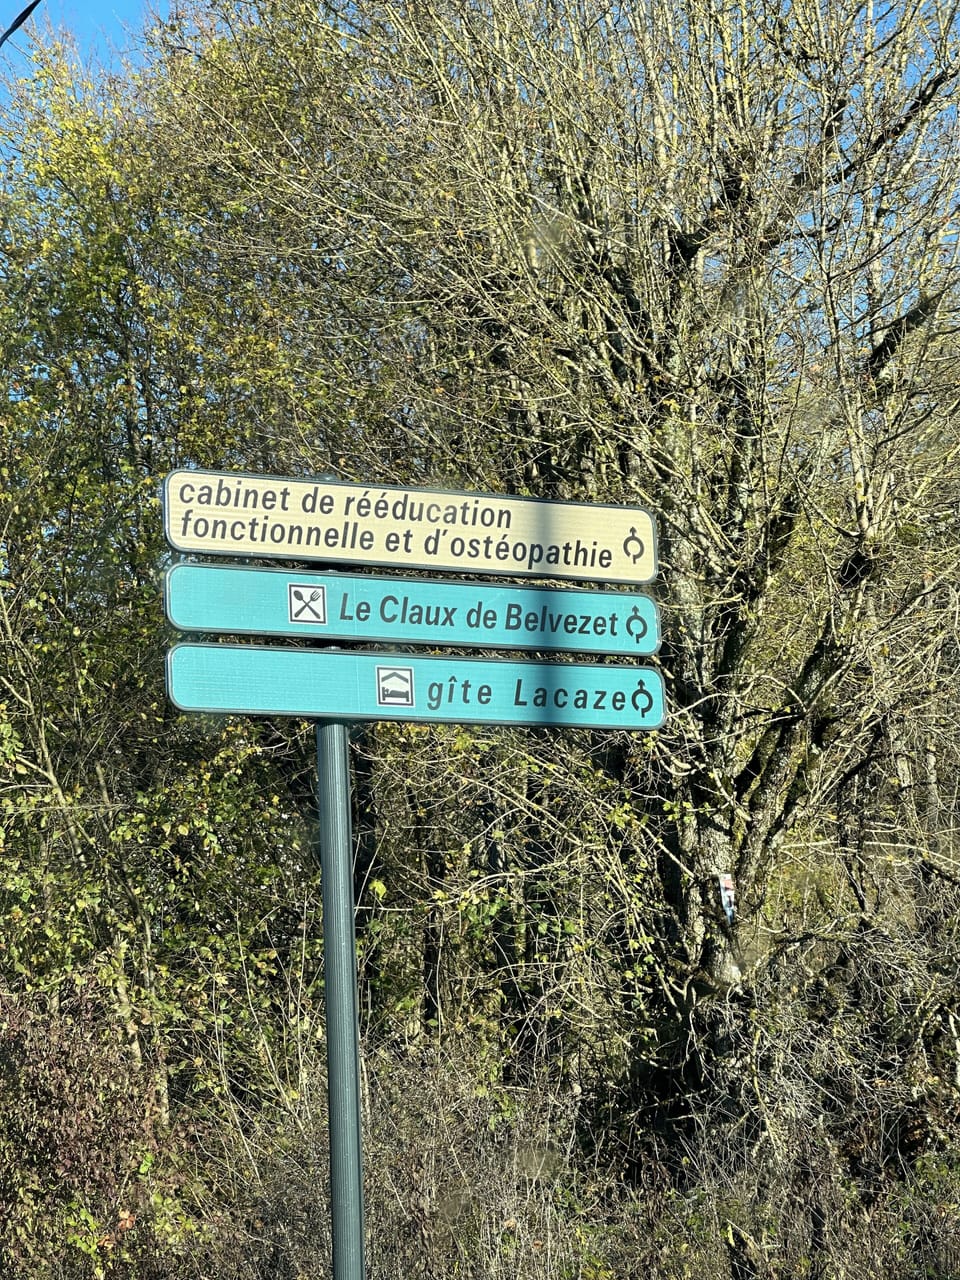 cabinet de rééducation
fonctionnelle et d'ostéopathie
Le Claux de Belvezet
gîte Lacaze